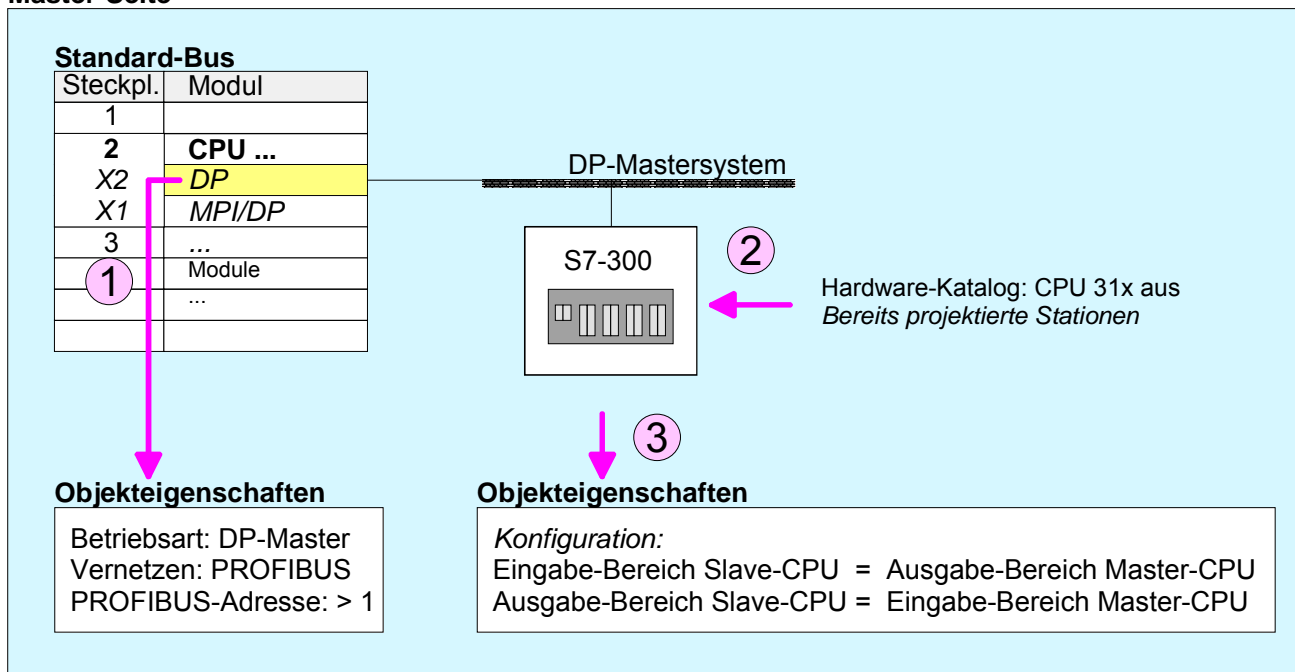 Master-Seite
Standard-Bus
Steckpl. Modul
1
2 CPU ...
X2 DP
X1 MPI/DP
3 ...
Module
...
1
DP-Mastersystem
S7-300
2
Hardware-Katalog: CPU 31x aus
Bereits projektierte Stationen
3
Objekteigenschaften
Betriebsart: DP-Master
Vernetzen: PROFIBUS
PROFIBUS-Adresse: > 1
Objekteigenschaften
Konfiguration:
Eingabe-Bereich Slave-CPU = Ausgabe-Bereich Master-CPU
Ausgabe-Bereich Slave-CPU = Eingabe-Bereich Master-CPU